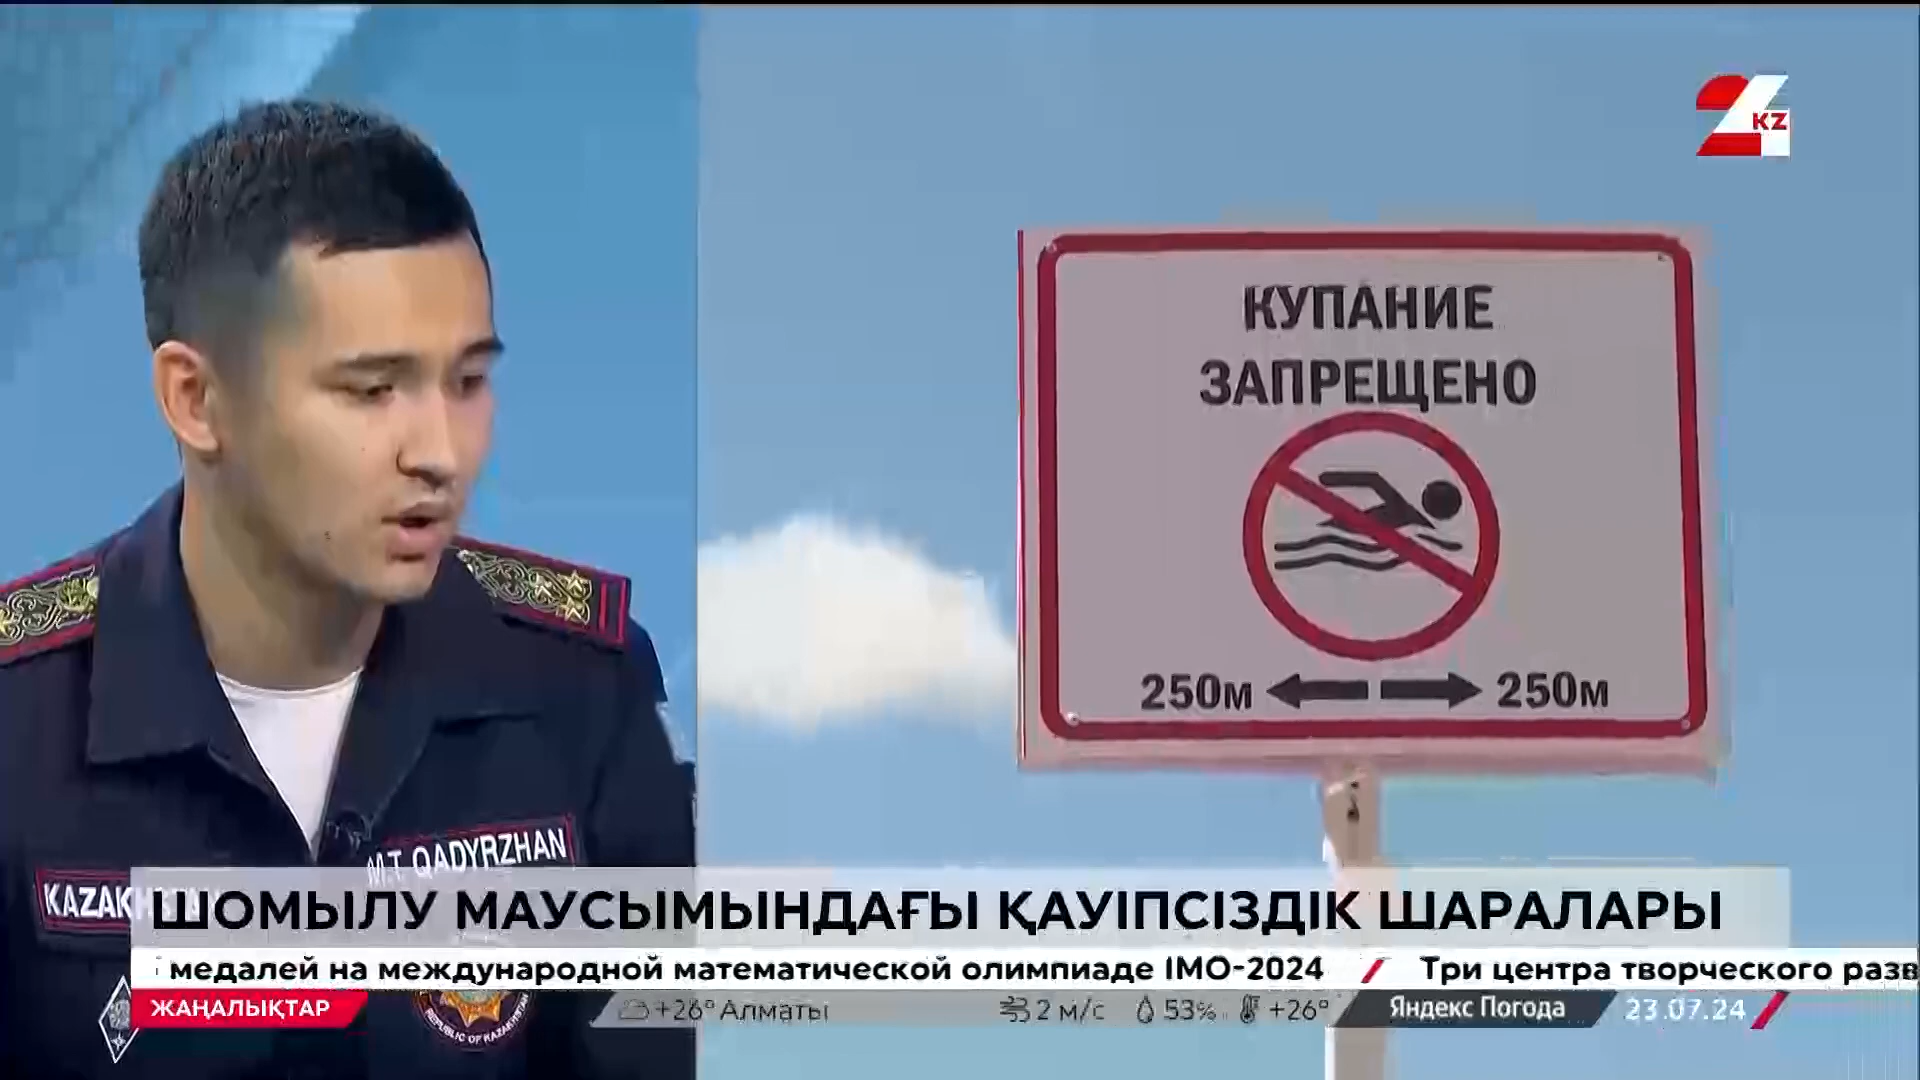 24 KZ
КУПАНИЕ
ЗАПРЕЩЕНО
250м 250м
M.T. QADYRZHAN
ШОМЫЛУ МАУСЫМЫНДАҒЫ ҚАУІПСІЗДІК ШАРАЛАРЫ
медалей на международной математической олимпиаде IMO-2024 / Три центра творческого разв
ЖАҢАЛЫҚТАР
REPUBLIC OF KAZAKHSTAN
+26° Алматы 2 м/с 53% +26° Яндекс Погода 23.07.24